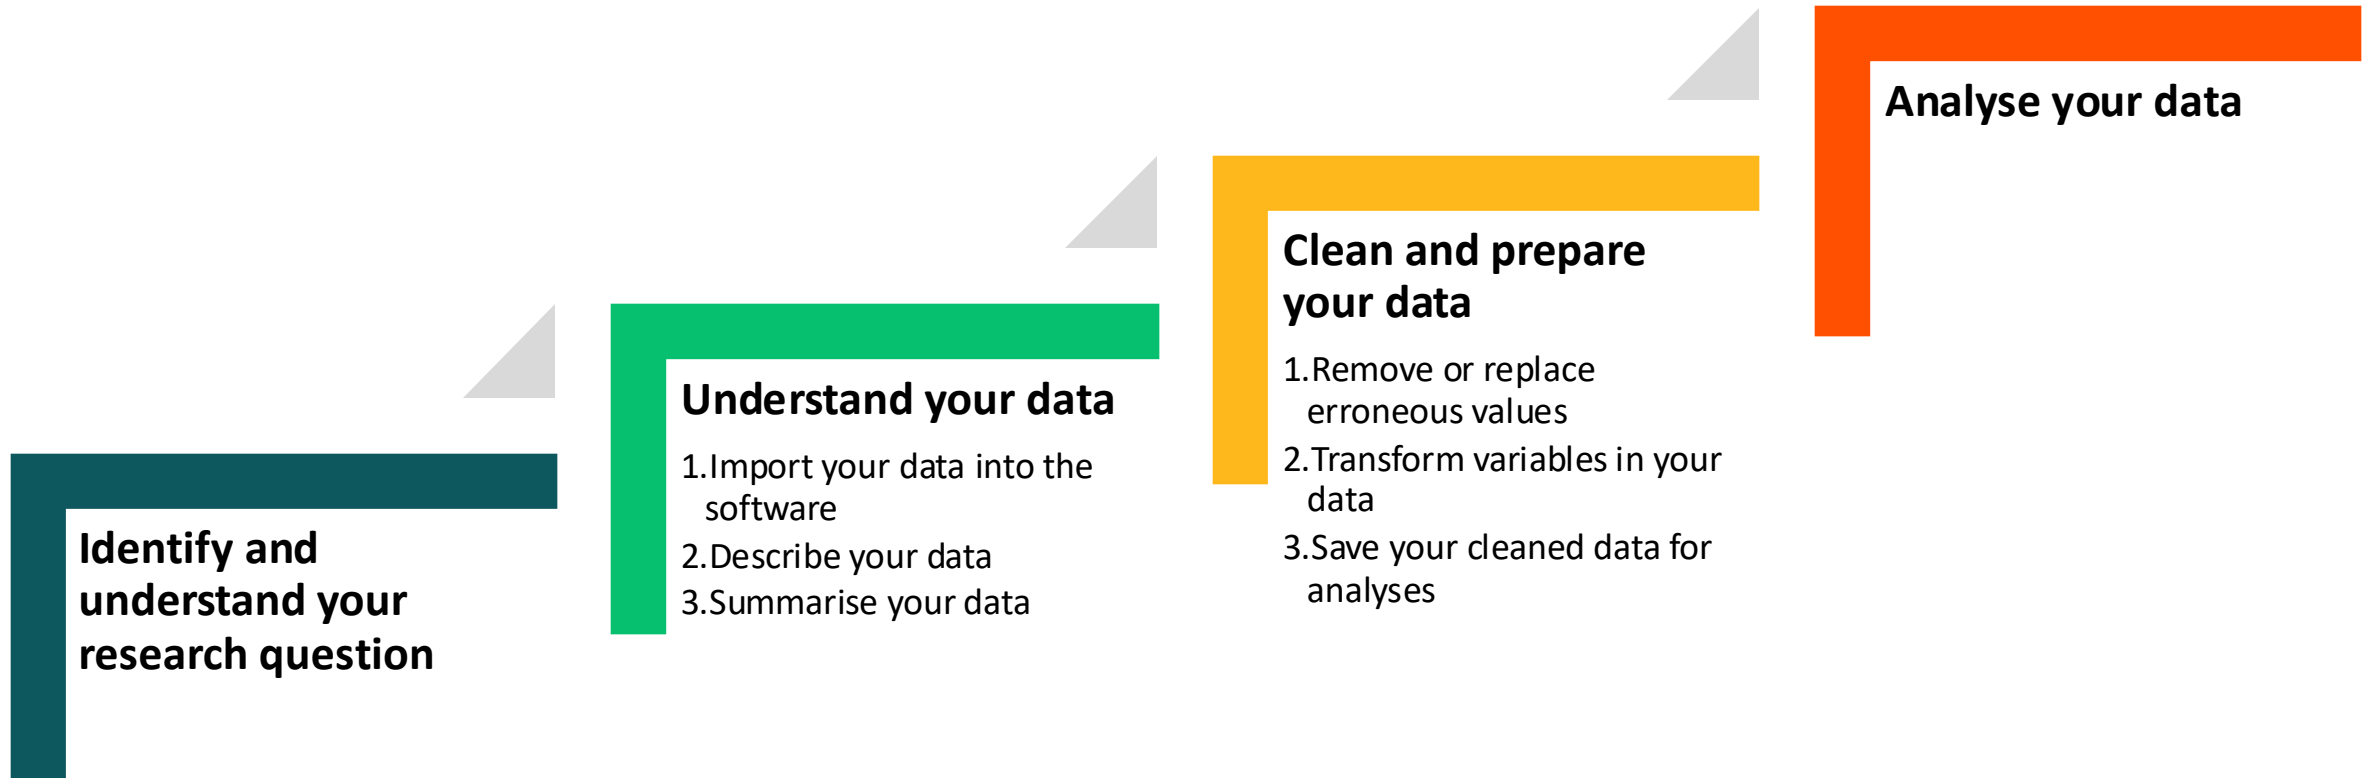 Identify and
understand your
research question
Understand your data
1.Import your data into the
software
2.Describe your data
3.Summarise your data
Clean and prepare
your data
1.Remove or replace
erroneous values
2.Transform variables in your
data
3.Save your cleaned data for
analyses
Analyse your data